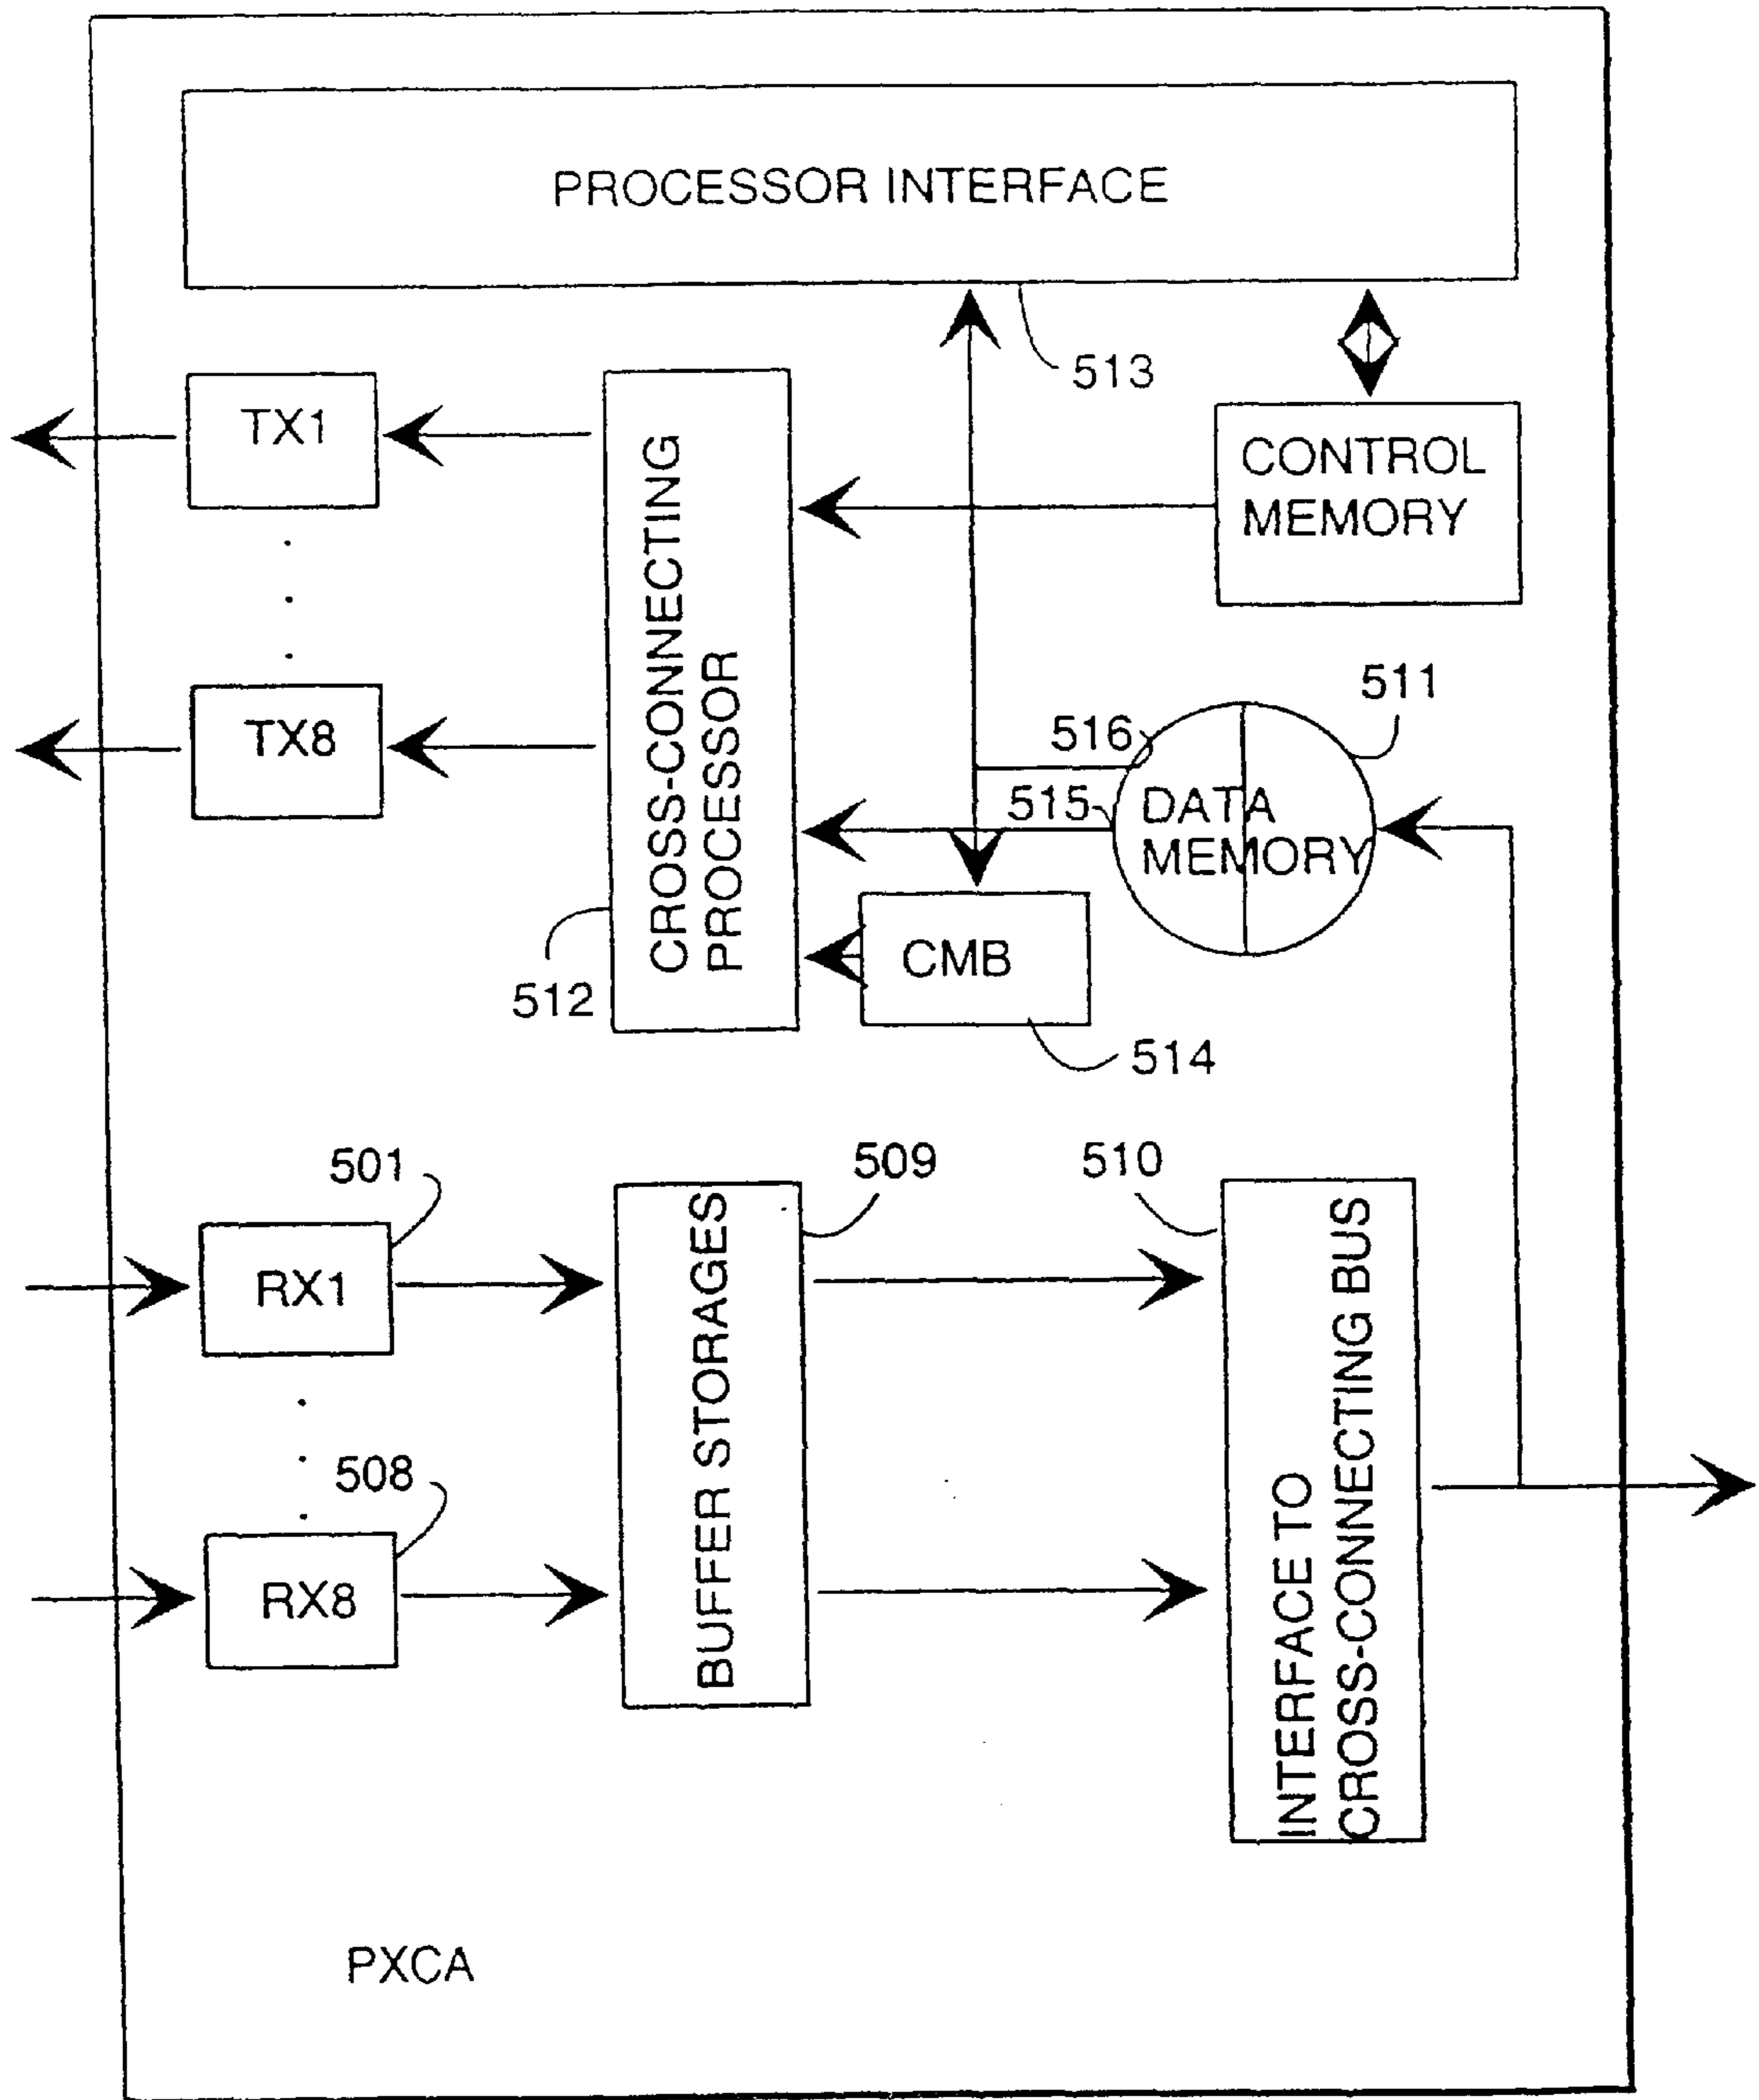 PROCESSOR INTERFACE
513
TX1
CONTROL
MEMORY
CROSS-CONNECTING
PROCESSOR
TX8
511
516
515
DATA
MEMORY
CMB
512
514
501
509
510
RX1
BUFFER STORAGES
INTERFACE TO
CROSS-CONNECTING BUS
508
RX8
PXCA